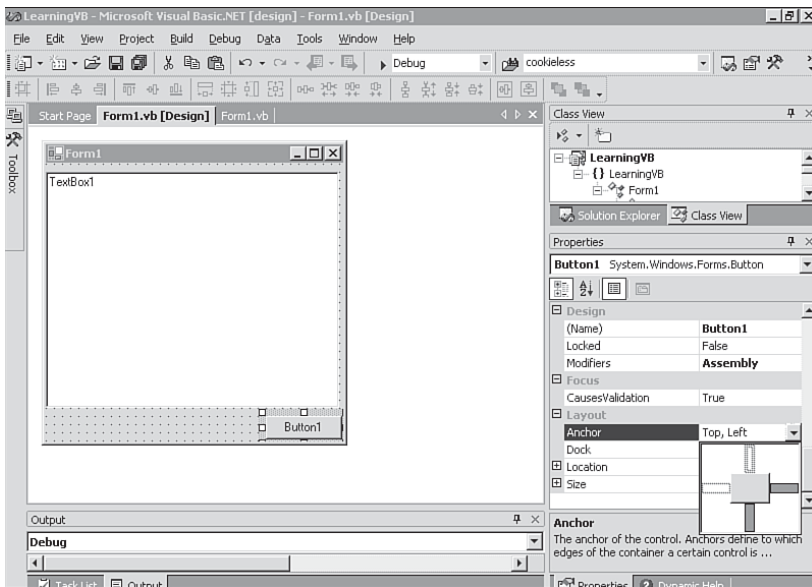 LearningVB - Microsoft Visual Basic.NET [design] - Form1.vb [Design]
File Edit View Project Build Debug Data Tools Window Help
Debug cookieless
Start Page Form1.vb [Design] Form1.vb
Toolbox
Form1
TextBox1
Button1
Class View
LearningVB
{} LearningVB
Form1
Solution Explorer Class View
Properties
Button1 System.Windows.Forms.Button
Design
(Name) Button1
Locked False
Modifiers Assembly
Focus
CausesValidation True
Layout
Anchor Top, Left
Dock
Location
Size
Anchor
The anchor of the control. Anchors define to which
edges of the container a certain control is ...
Output
Debug
Task List Output
Properties Dynamic Help